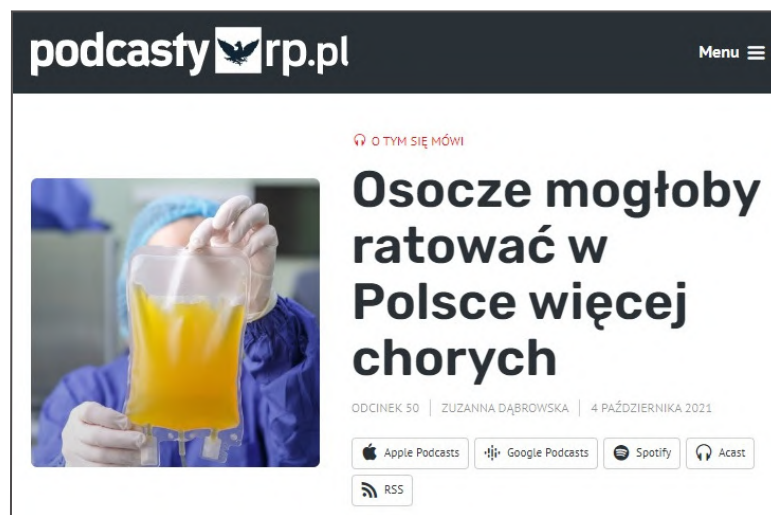 podcasty rp.pl
Menu
O TYM SIĘ MÓWI
Osocze mogłoby
ratować w
Polsce więcej
chorych
ODCINEK 50 | ZUZANNA DĄBROWSKA | 4 PAŹDZIERNIKA 2021
Apple Podcasts Google Podcasts Spotify Acast
RSS